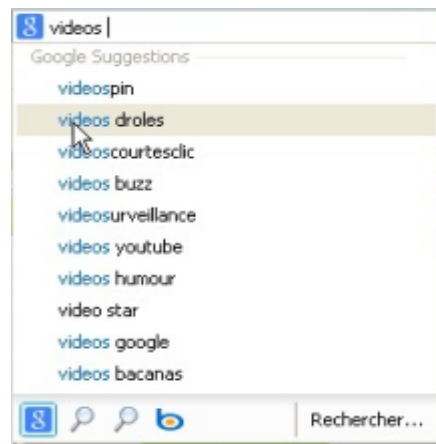 videos
Google Suggestions
videospin
videos droles
videoscourtesclic
videos buzz
videosurveillance
videos youtube
videos humour
video star
videos google
videos bacanas
Rechercher...